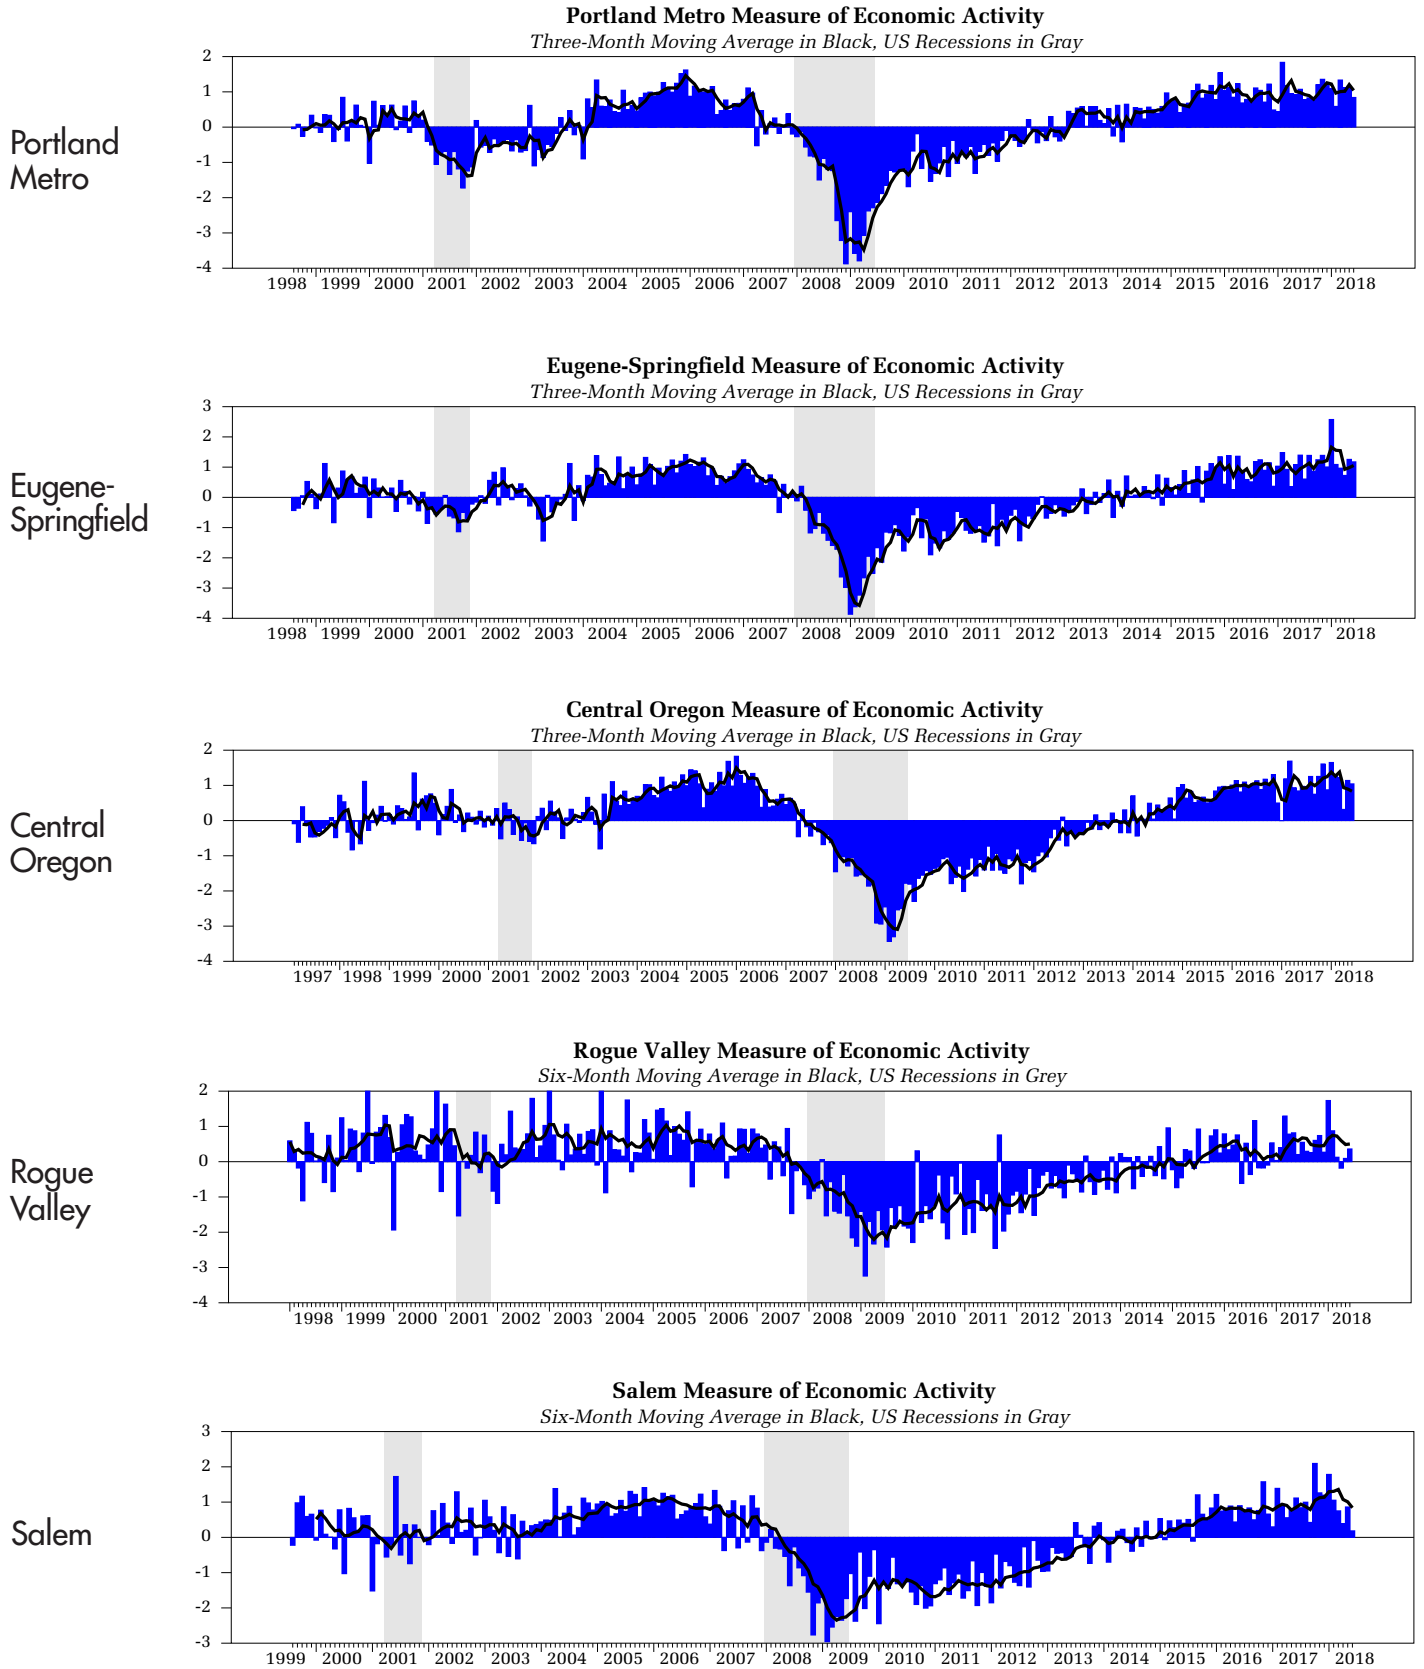 Portland Metro Measure of Economic Activity
Three-Month Moving Average in Black, US Recessions in Gray
2
1
0
-1
-2
-3
-4
Portland
Metro
1998 1999 2000 2001 2002 2003 2004 2005 2006 2007 2008 2009 2010 2011 2012 2013 2014 2015 2016 2017 2018
Eugene-Springfield Measure of Economic Activity
Three-Month Moving Average in Black, US Recessions in Gray
3
2
1
0
-1
-2
-3
-4
Eugene-
Springfield
1998 1999 2000 2001 2002 2003 2004 2005 2006 2007 2008 2009 2010 2011 2012 2013 2014 2015 2016 2017 2018
Central Oregon Measure of Economic Activity
Three-Month Moving Average in Black, US Recessions in Gray
2
1
0
-1
-2
-3
-4
Central
Oregon
1997 1998 1999 2000 2001 2002 2003 2004 2005 2006 2007 2008 2009 2010 2011 2012 2013 2014 2015 2016 2017 2018
Rogue Valley Measure of Economic Activity
Six-Month Moving Average in Black, US Recessions in Grey
2
1
0
-1
-2
-3
-4
Rogue
Valley
1998 1999 2000 2001 2002 2003 2004 2005 2006 2007 2008 2009 2010 2011 2012 2013 2014 2015 2016 2017 2018
Salem Measure of Economic Activity
Six-Month Moving Average in Black, US Recessions in Gray
3
2
1
0
-1
-2
-3
Salem
1999 2000 2001 2002 2003 2004 2005 2006 2007 2008 2009 2010 2011 2012 2013 2014 2015 2016 2017 2018